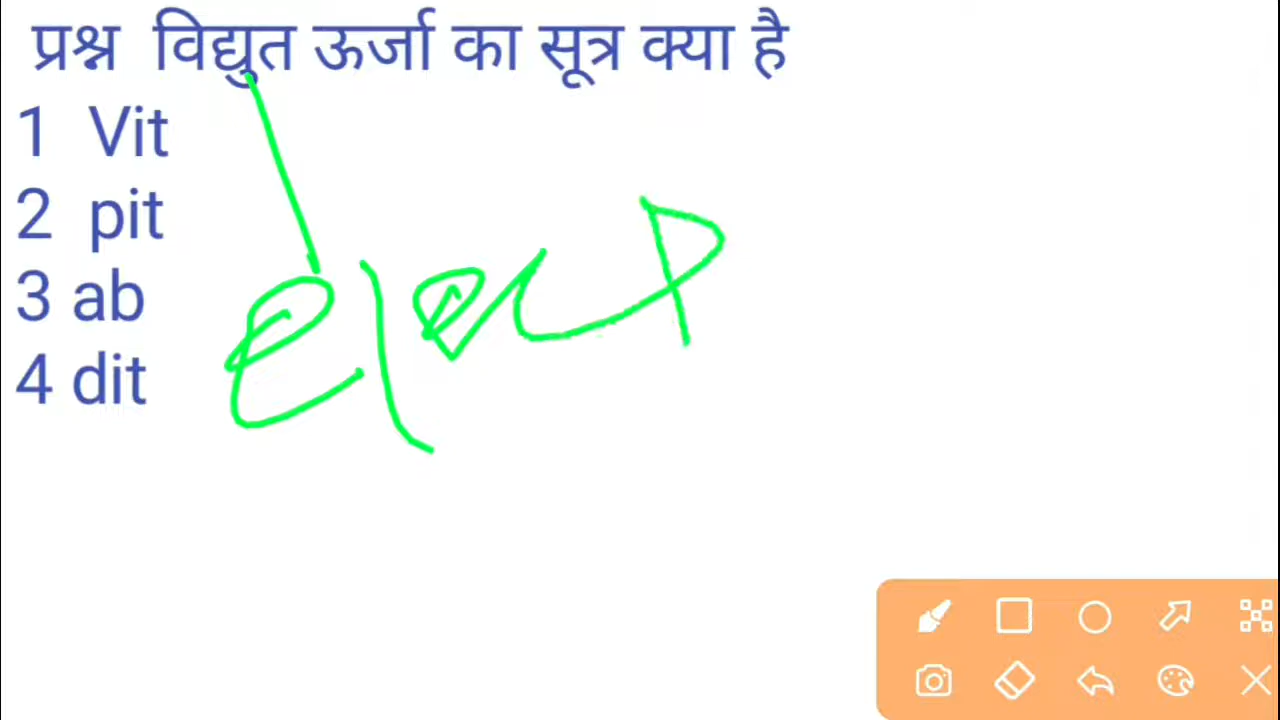 प्रश्न विद्युत ऊर्जा का सूत्र क्या है
1 Vit
2 pit
3 ab
4 dit